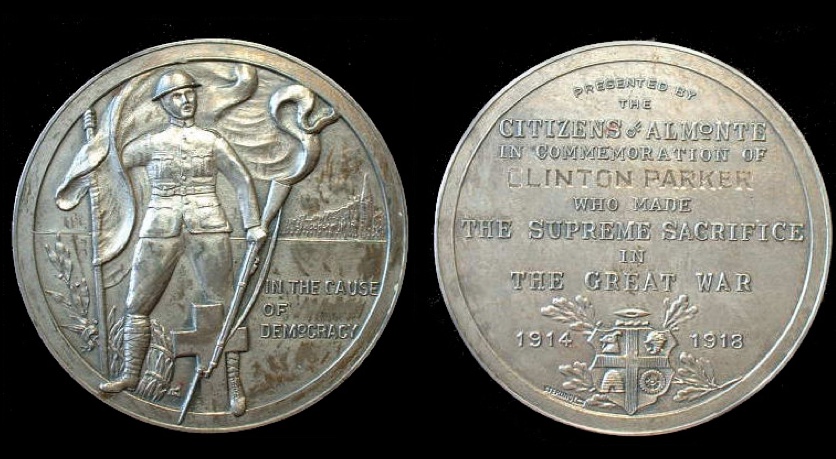 IN THE CAUSE
OF
DEMOCRACY
PRESENTED BY
THE
CITIZENS of ALMONTE
IN COMMEMORATION OF
CLINTON PARKER
WHO MADE
THE SUPREME SACRIFICE
IN
THE GREAT WAR
1914 1918
STERLING